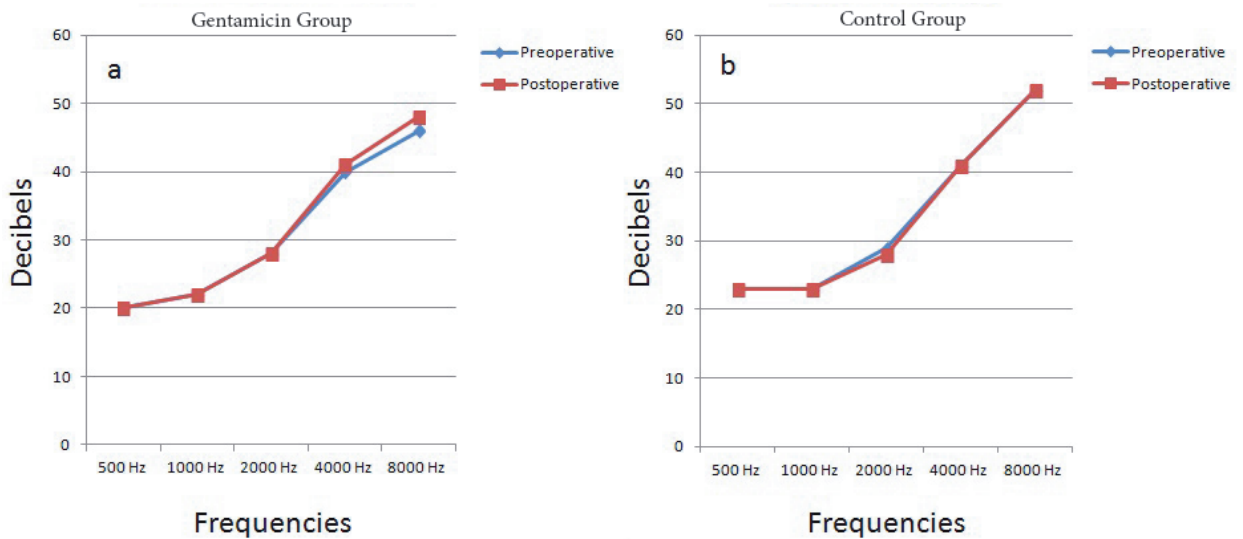 Gentamicin Group
60
50
40
30
20
10
0
a
Preoperative
Postoperative
Decibels
500 Hz 1000 Hz 2000 Hz 4000 Hz 8000 Hz
Frequencies
Control Group
60
50
40
30
20
10
0
b
Preoperative
Postoperative
Decibels
500 Hz 1000 Hz 2000 Hz 4000 Hz 8000 Hz
Frequencies